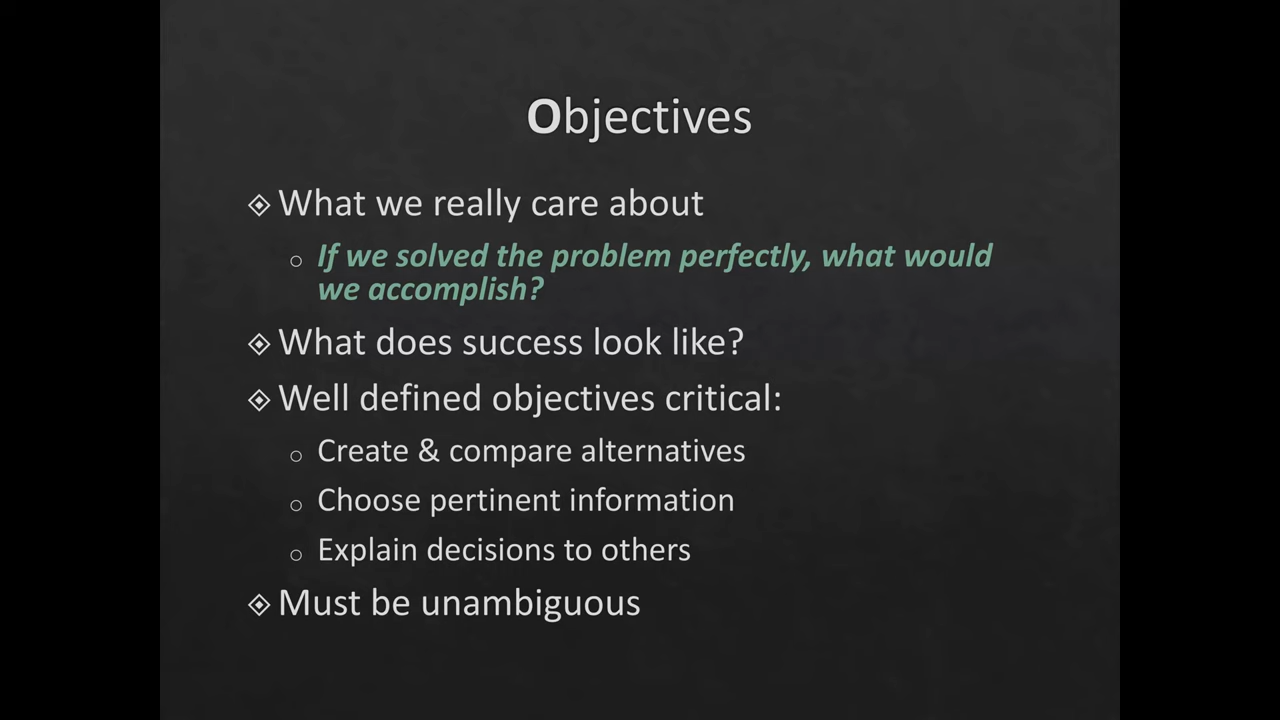 Objectives
What we really care about
If we solved the problem perfectly, what would
we accomplish?
What does success look like?
Well defined objectives critical:
Create & compare alternatives
Choose pertinent information
Explain decisions to others
Must be unambiguous